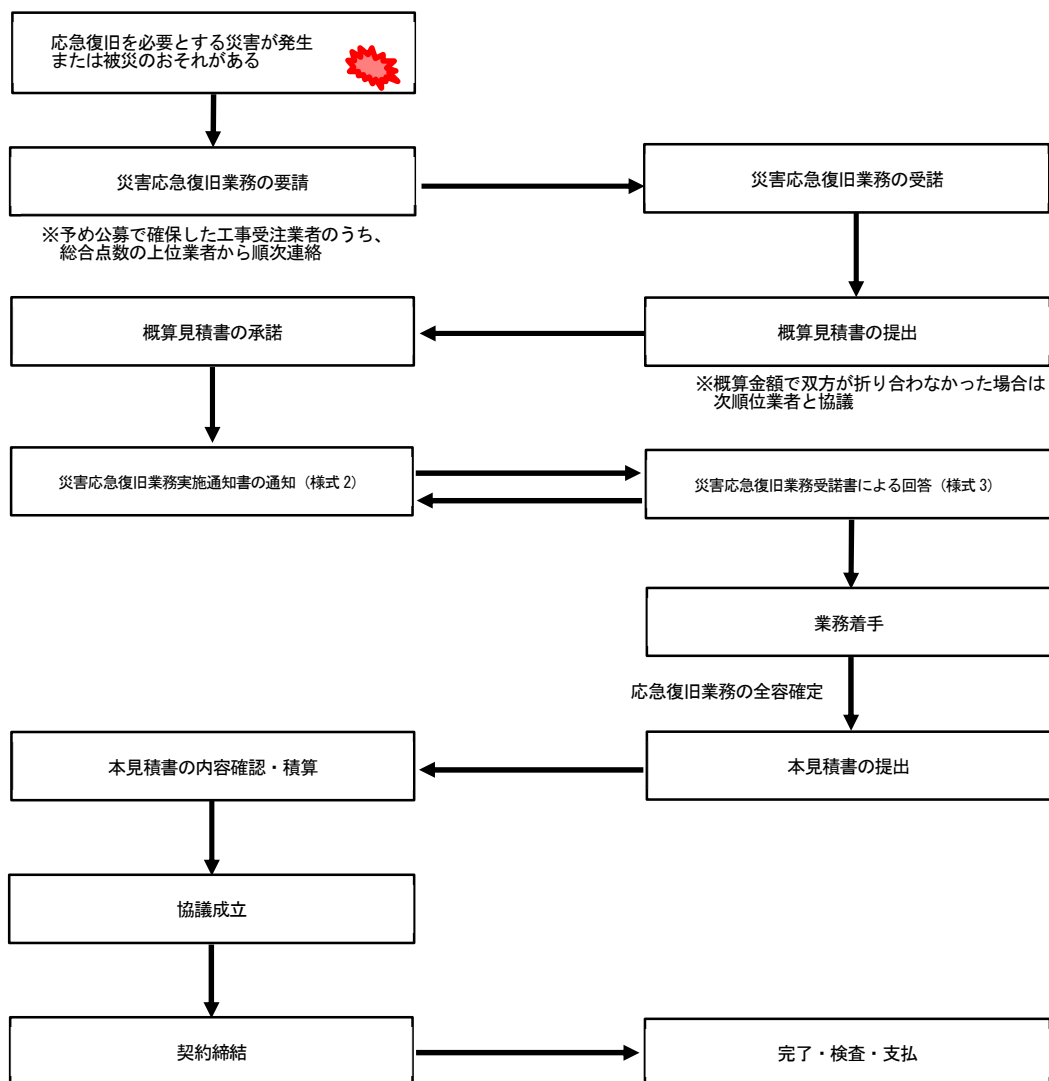 応急復旧を必要とする災害が発生
または被災のおそれがある
災害応急復旧業務の要請
災害応急復旧業務の受諾
※予め公募で確保した工事受注業者のうち、
総合点数の上位業者から順次連絡
概算見積書の承諾
概算見積書の提出
※概算金額で双方が折り合わなかった場合は
次順位業者と協議
災害応急復旧業務実施通知書の通知（様式2）
災害応急復旧業務受諾書による回答（様式3）
業務着手
応急復旧業務の全容確定
本見積書の内容確認・積算
本見積書の提出
協議成立
契約締結
完了・検査・支払